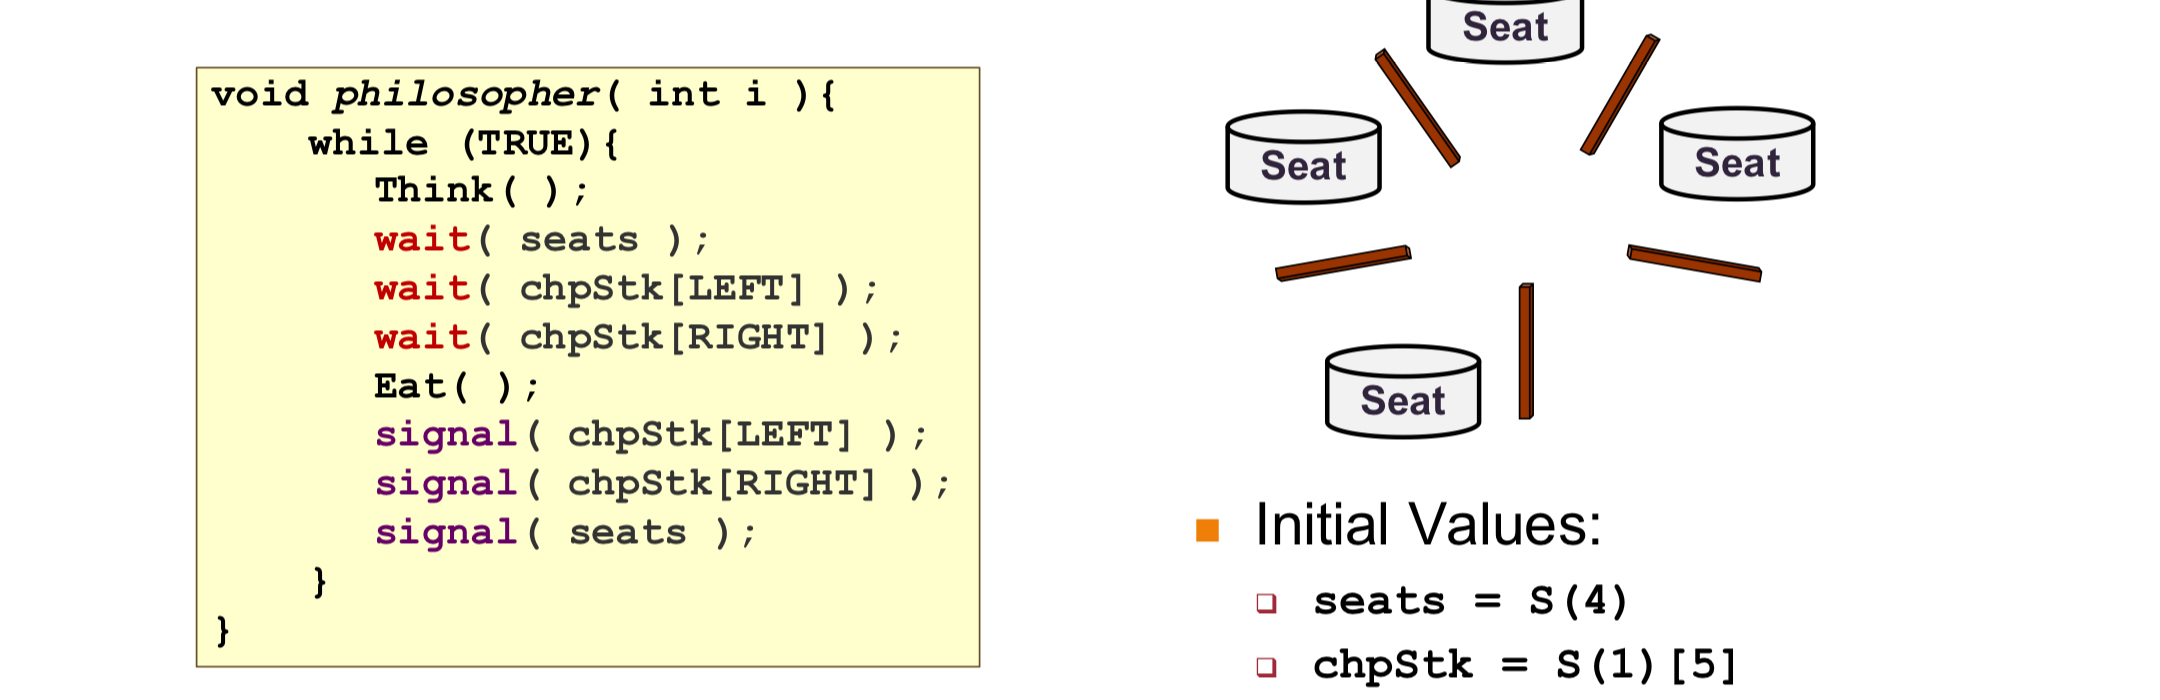 void philosopher( int i ){
while (TRUE){
Think( );
wait( seats );
wait( chpStk[LEFT] );
wait( chpStk[RIGHT] );
Eat( );
signal( chpStk[LEFT] );
signal( chpStk[RIGHT] );
signal( seats );
}
}
Seat
Seat
Seat
Seat
Initial Values:
seats = S(4)
chpStk = S(1)[5]